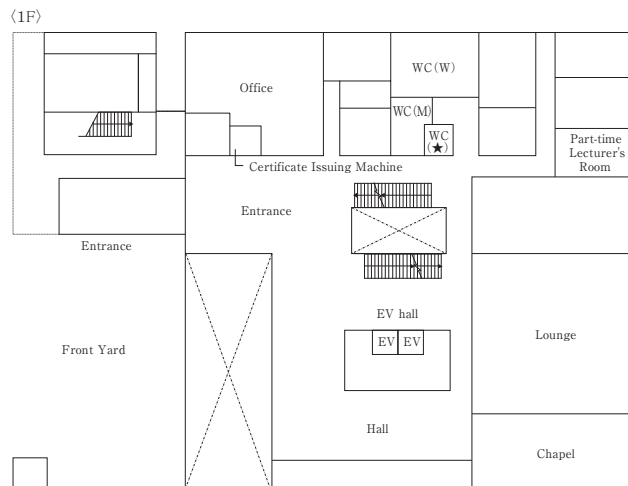 〈1F〉
WC(W)
Office
WC(M)
WC
(★)
Part-time
Lecturer's
Room
Certificate Issuing Machine
Entrance
Entrance
EV hall
EV EV
Front Yard
Lounge
Hall
Chapel